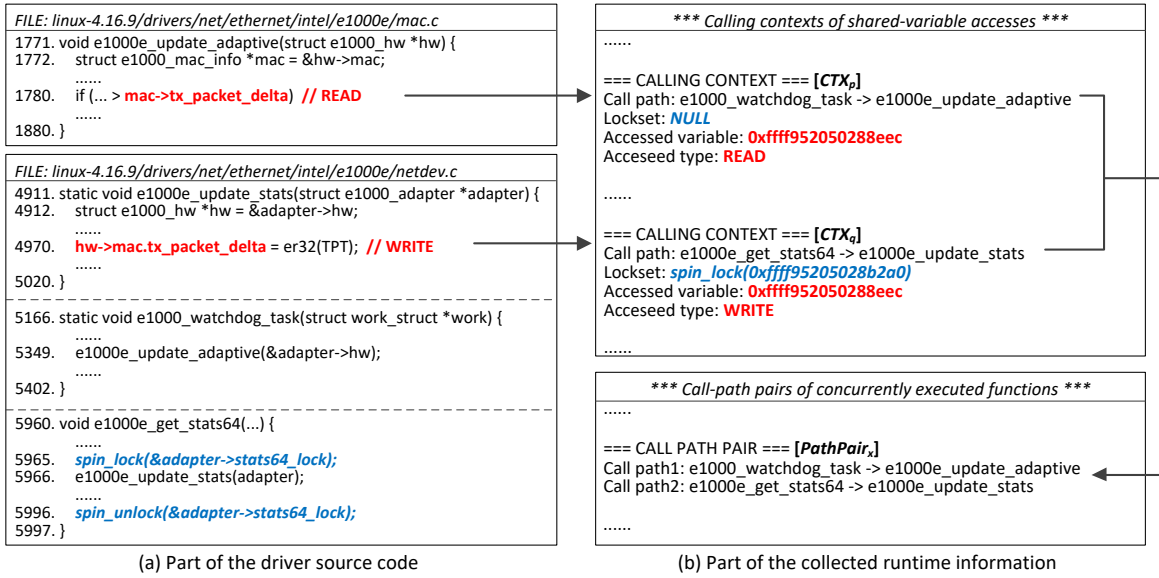 FILE: linux-4.16.9/drivers/net/ethernet/intel/e1000e/mac.c
1771. void e1000e_update_adaptive(struct e1000_hw *hw) {
1772. struct e1000_mac_info *mac = &hw->mac;
......
1780. if (... > mac->tx_packet_delta) // READ
......
1880. }
FILE: linux-4.16.9/drivers/net/ethernet/intel/e1000e/netdev.c
4911. static void e1000e_update_stats(struct e1000_adapter *adapter) {
4912. struct e1000_hw *hw = &adapter->hw;
......
4970. hw->mac.tx_packet_delta = er32(TPT); // WRITE
......
5020. }
5166. static void e1000_watchdog_task(struct work_struct *work) {
......
5349. e1000e_update_adaptive(&adapter->hw);
......
5402. }
5960. void e1000e_get_stats64(...) {
......
5965. spin_lock(&adapter->stats64_lock);
5966. e1000e_update_stats(adapter);
......
5996. spin_unlock(&adapter->stats64_lock);
5997. }
(a) Part of the driver source code
*** Calling contexts of shared-variable accesses ***
......
=== CALLING CONTEXT === [CTXp]
Call path: e1000_watchdog_task -> e1000e_update_adaptive
Lockset: NULL
Accessed variable: 0xffff952050288eec
Acceseed type: READ
......
=== CALLING CONTEXT === [CTXq]
Call path: e1000e_get_stats64 -> e1000e_update_stats
Lockset: spin_lock(0xffff95205028b2a0)
Accessed variable: 0xffff952050288eec
Acceseed type: WRITE
......
*** Call-path pairs of concurrently executed functions ***
......
=== CALL PATH PAIR === [PathPairx]
Call path1: e1000_watchdog_task -> e1000e_update_adaptive
Call path2: e1000e_get_stats64 -> e1000e_update_stats
......
(b) Part of the collected runtime information